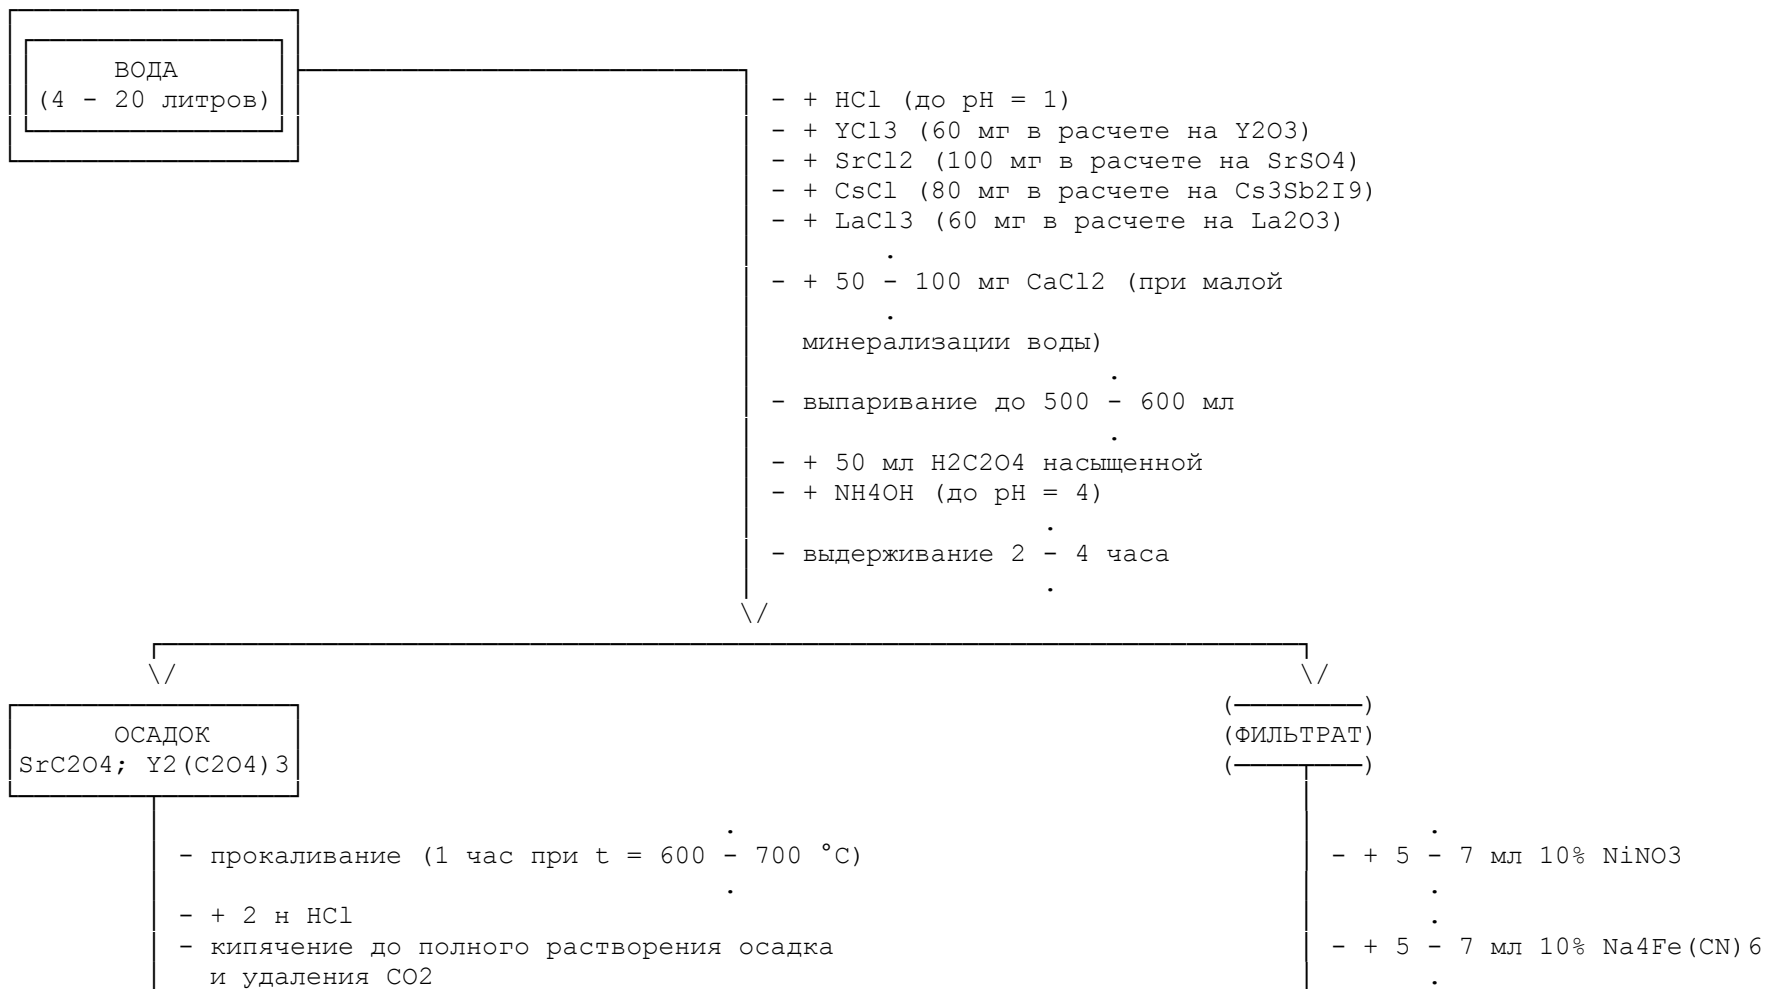 ВОДА
(4 - 20 литров)
- + HCl (до pH = 1)
- + YCl3 (60 мг в расчете на Y2O3)
- + SrCl2 (100 мг в расчете на SrSO4)
- + CsCl (80 мг в расчете на Cs3Sb2I9)
- + LaCl3 (60 мг в расчете на La2O3)
.
- + 50 - 100 мг CaCl2 (при малой
.
минерализации воды)
.
- выпаривание до 500 - 600 мл
.
- + 50 мл H2C2O4 насыщенной
- + NH4OH (до pH = 4)
.
- выдерживание 2 - 4 часа
.
\/
\/ \/
ОСАДОК
SrC2O4; Y2(C2O4)3
(ФИЛЬТРАТ)
.
- прокаливание (1 час при t = 600 - 700 °C)
.
- + 2 н HCl
- кипячение до полного растворения осадка
и удаления CO2
.
- + 5 - 7 мл 10% NiNO3
.
.
- + 5 - 7 мл 10% Na4Fe(CN)6
.